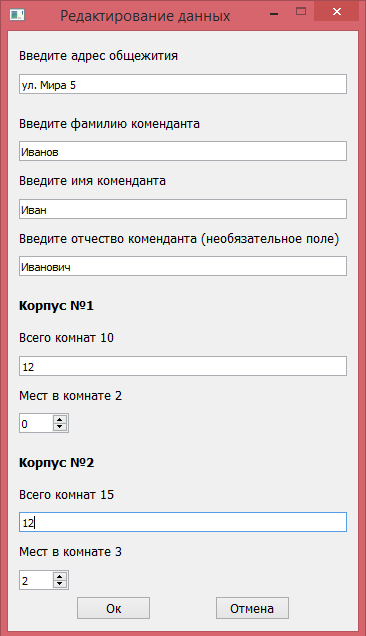 Редактирование данных
Введите адрес общежития
ул. Мира 5
Введите фамилию коменданта
Иванов
Введите имя коменданта
Иван
Введите отчество коменданта (необязательное поле)
Иванович
Корпус №1
Всего комнат 10
12
Мест в комнате 2
0
Корпус №2
Всего комнат 15
12
Мест в комнате 3
2
Ок Отмена